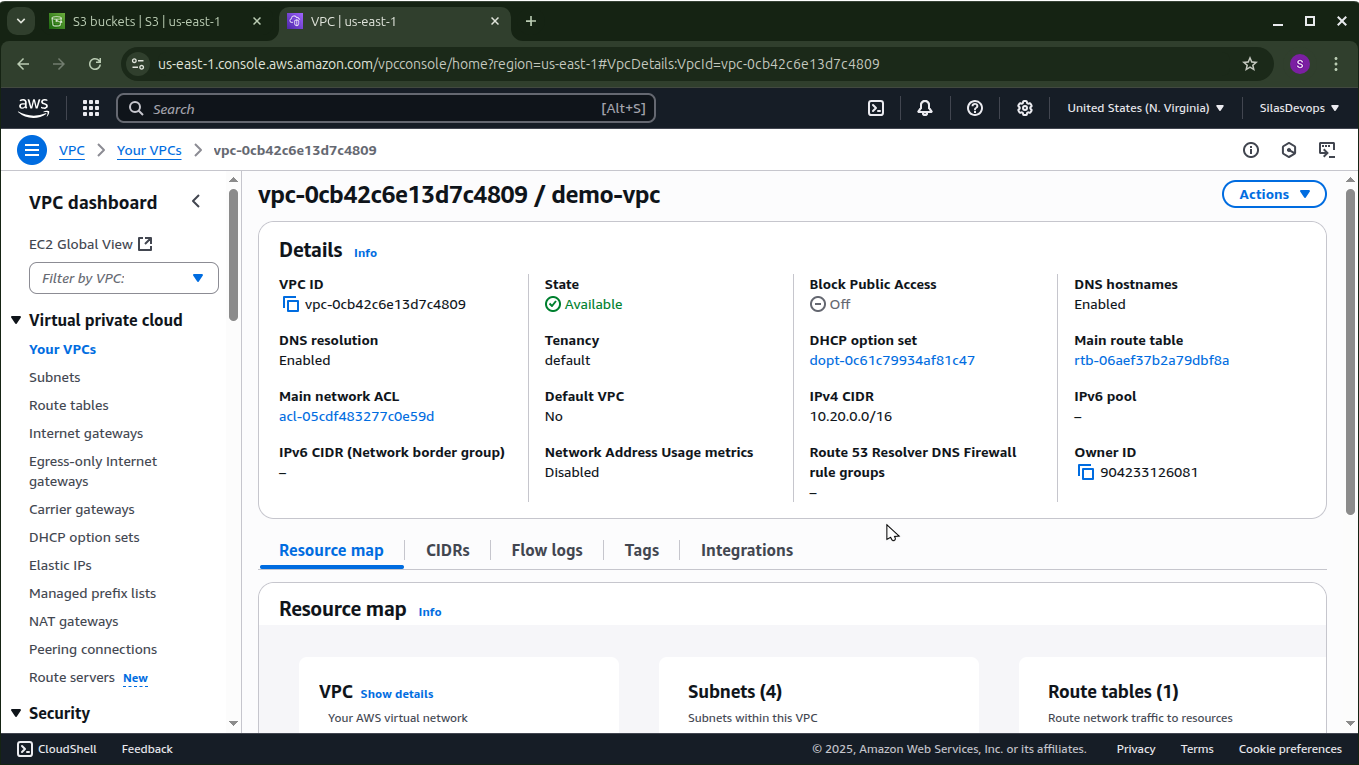 S3 buckets | S3 | us-east-1
VPC | us-east-1
us-east-1.console.aws.amazon.com/vpcconsole/home?region=us-east-1#VpcDetails:VpcId=vpc-0cb42c6e13d7c4809
S
aws
Search
[Alt+S]
United States (N. Virginia)
SilasDevops
VPC
Your VPCs
vpc-0cb42c6e13d7c4809
VPC dashboard
EC2 Global View
Filter by VPC:
Virtual private cloud
Your VPCs
Subnets
Route tables
Internet gateways
Egress-only Internet
gateways
Carrier gateways
DHCP option sets
Elastic IPs
Managed prefix lists
NAT gateways
Peering connections
Route servers New
Security
vpc-0cb42c6e13d7c4809 / demo-vpc
Actions
Details Info
VPC ID
vpc-0cb42c6e13d7c4809
State
Available
Block Public Access
Off
DNS hostnames
Enabled
DNS resolution
Enabled
Tenancy
default
DHCP option set
dopt-0c61c79934af81c47
Main route table
rtb-06aef37b2a79dbf8a
Main network ACL
acl-05cdf483277c0e59d
Default VPC
No
IPv4 CIDR
10.20.0.0/16
IPv6 pool
–
IPv6 CIDR (Network border group)
–
Network Address Usage metrics
Disabled
Route 53 Resolver DNS Firewall
rule groups
–
Owner ID
904233126081
Resource map
CIDRs
Flow logs
Tags
Integrations
Resource map Info
VPC Show details
Your AWS virtual network
Subnets (4)
Subnets within this VPC
Route tables (1)
Route network traffic to resources
CloudShell
Feedback
© 2025, Amazon Web Services, Inc. or its affiliates.
Privacy
Terms
Cookie preferences